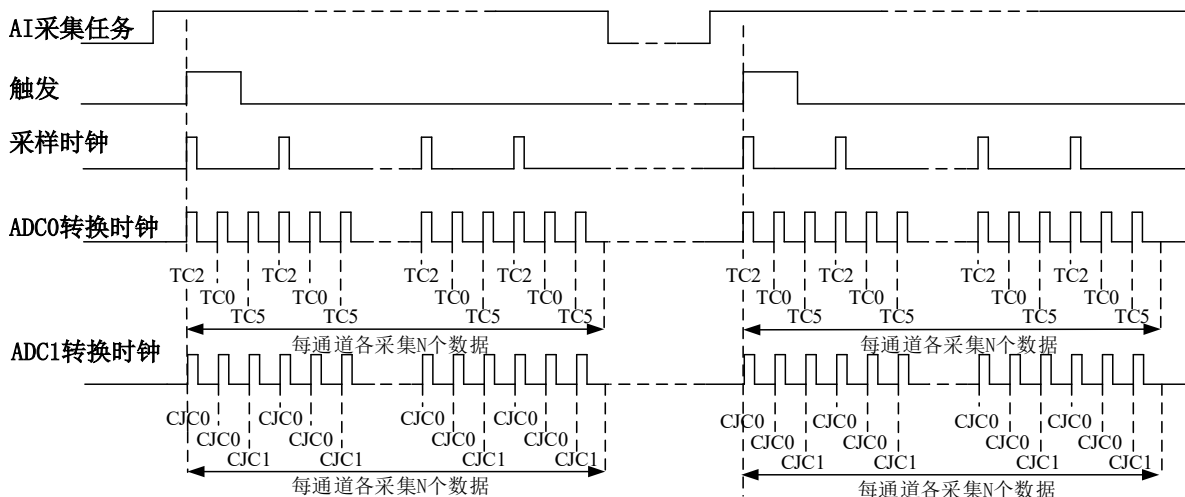 AI采集任务
触发
采样时钟
ADC0转换时钟
TC2 TC2 TC2 TC2 TC2 TC2 TC2 TC2
TC0 TC0 TC0 TC0 TC0 TC0 TC0 TC0
TC5 TC5 TC5 TC5 TC5 TC5 TC5 TC5
每通道各采集N个数据 每通道各采集N个数据
ADC1转换时钟
CJC0 CJC0 CJC0 CJC0 CJC0 CJC0 CJC0 CJC0
CJC0 CJC0 CJC0 CJC0 CJC0 CJC0 CJC0 CJC0
CJC1 CJC1 CJC1 CJC1 CJC1 CJC1 CJC1 CJC1
每通道各采集N个数据 每通道各采集N个数据